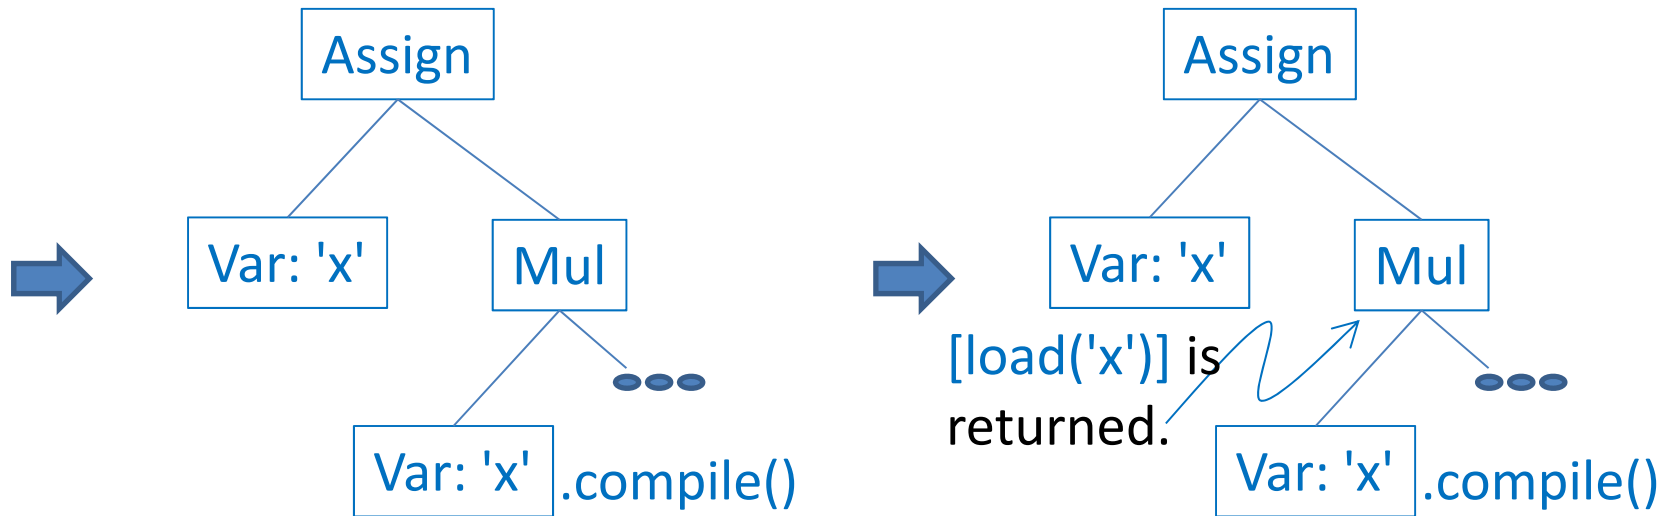 Assign
Var: 'x'
Mul
Var: 'x'
.compile()
Assign
Var: 'x'
Mul
[load('x')] is
returned.
Var: 'x'
.compile()